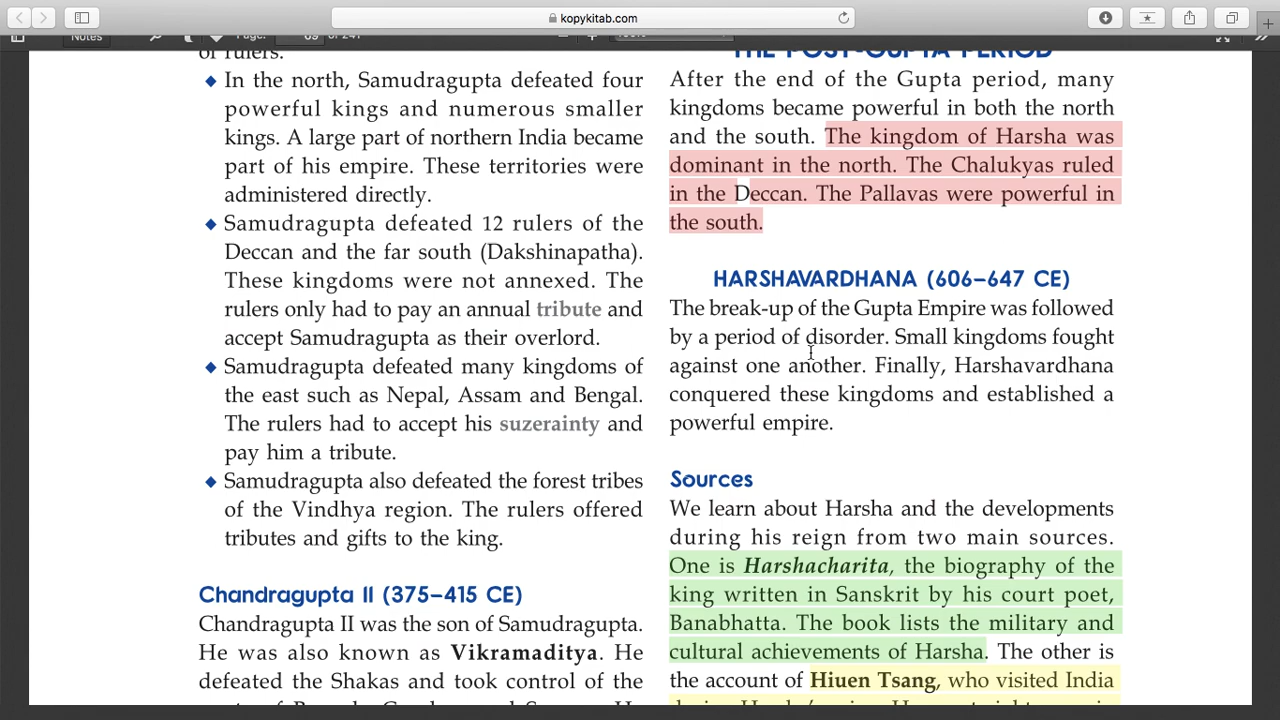 kopykitab.com
Notes
Page:
of rulers.
In the north, Samudragupta defeated four
powerful kings and numerous smaller
kings. A large part of northern India became
part of his empire. These territories were
administered directly.
Samudragupta defeated 12 rulers of the
Deccan and the far south (Dakshinapatha).
These kingdoms were not annexed. The
rulers only had to pay an annual tribute and
accept Samudragupta as their overlord.
Samudragupta defeated many kingdoms of
the east such as Nepal, Assam and Bengal.
The rulers had to accept his suzerainty and
pay him a tribute.
Samudragupta also defeated the forest tribes
of the Vindhya region. The rulers offered
tributes and gifts to the king.
Chandragupta II (375–415 CE)
Chandragupta II was the son of Samudragupta.
He was also known as Vikramaditya. He
defeated the Shakas and took control of the
THE POST-GUPTA PERIOD
After the end of the Gupta period, many
kingdoms became powerful in both the north
and the south. The kingdom of Harsha was
dominant in the north. The Chalukyas ruled
in the Deccan. The Pallavas were powerful in
the south.
HARSHAVARDHANA (606–647 CE)
The break-up of the Gupta Empire was followed
by a period of disorder. Small kingdoms fought
against one another. Finally, Harshavardhana
conquered these kingdoms and established a
powerful empire.
Sources
We learn about Harsha and the developments
during his reign from two main sources.
One is Harshacharita, the biography of the
king written in Sanskrit by his court poet,
Banabhatta. The book lists the military and
cultural achievements of Harsha. The other is
the account of Hiuen Tsang, who visited India